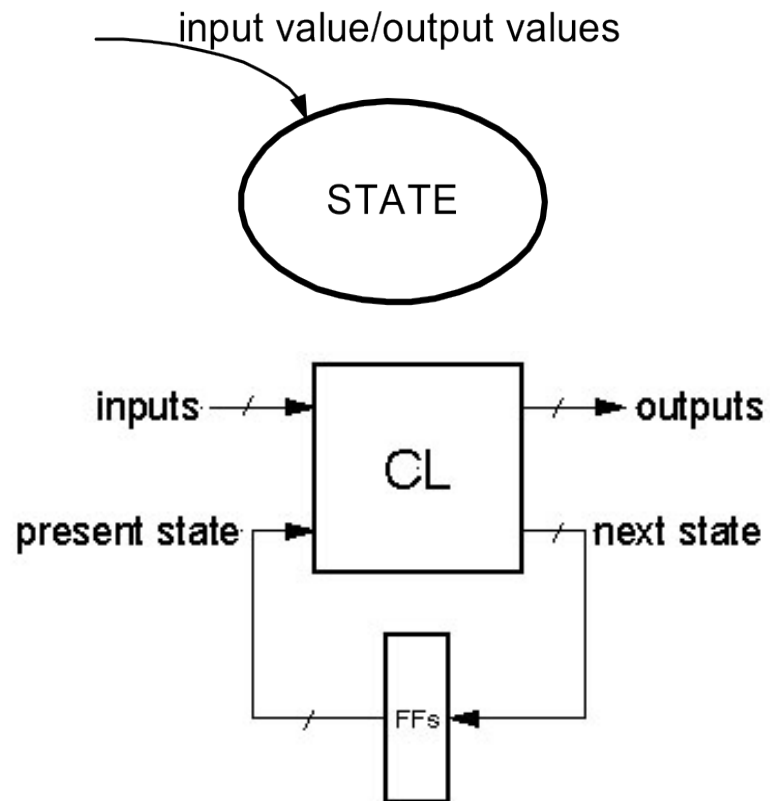 input value/output values
STATE
inputs
outputs
CL
present state
next state
FFs